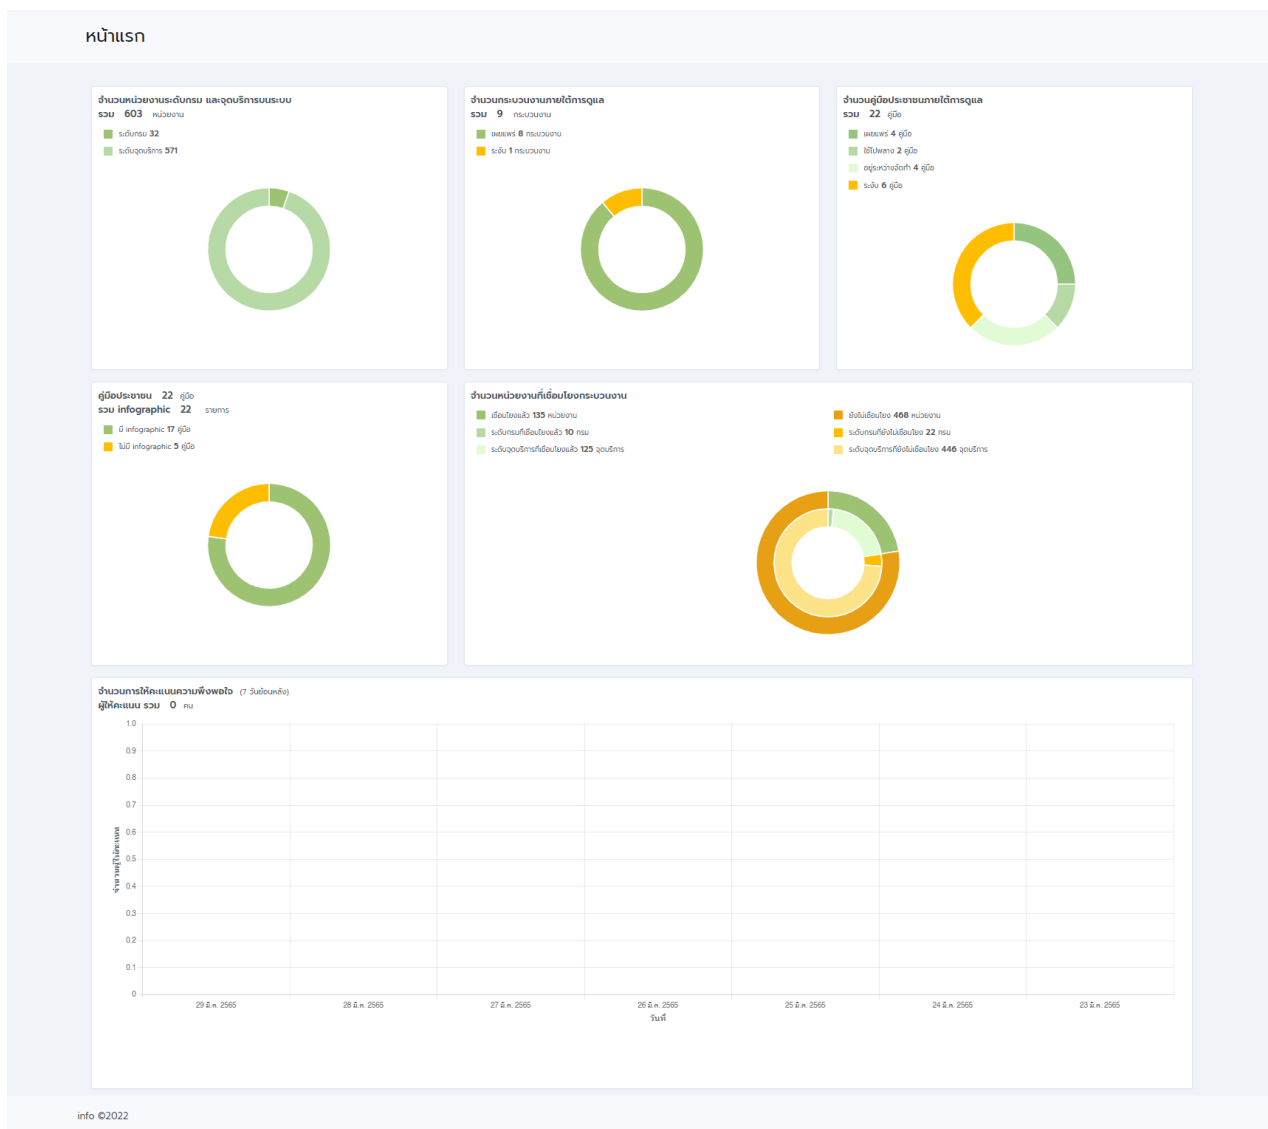 หน้าแรก
จำนวนหน่วยงานระดับกรม และจุดบริการบนระบบ
รวม 603 หน่วยงาน
ระดับกรม 32
ระดับจุดบริการ 571
จำนวนกระบวนงานภายใต้การดูแล
รวม 9 กระบวนงาน
เผยแพร่ 8 กระบวนงาน
ระงับ 1 กระบวนงาน
จำนวนคู่มือประชาชนภายใต้การดูแล
รวม 22 คู่มือ
เผยแพร่ 4 คู่มือ
ใช้ไปพลาง 2 คู่มือ
อยู่ระหว่างจัดทำ 4 คู่มือ
ระงับ 6 คู่มือ
คู่มือประชาชน 22 คู่มือ
รวม infographic 22 รายการ
มี infographic 17 คู่มือ
ไม่มี infographic 5 คู่มือ
จำนวนหน่วยงานที่เชื่อมโยงกระบวนงาน
เชื่อมโยงแล้ว 135 หน่วยงาน
ระดับกรมที่เชื่อมโยงแล้ว 10 กรม
ระดับจุดบริการที่เชื่อมโยงแล้ว 125 จุดบริการ
ยังไม่เชื่อมโยง 468 หน่วยงาน
ระดับกรมที่ยังไม่เชื่อมโยง 22 กรม
ระดับจุดบริการที่ยังไม่เชื่อมโยง 446 จุดบริการ
จำนวนการให้คะแนนความพึงพอใจ (7 วันย้อนหลัง)
ผู้ให้คะแนน รวม 0 คน
1.0
0.9
0.8
0.7
0.6
0.5
0.4
0.3
0.2
0.1
0
จำนวนผู้ให้คะแนน
29 มี.ค. 2565 28 มี.ค. 2565 27 มี.ค. 2565 26 มี.ค. 2565 25 มี.ค. 2565 24 มี.ค. 2565 23 มี.ค. 2565
วันที่
info ©2022